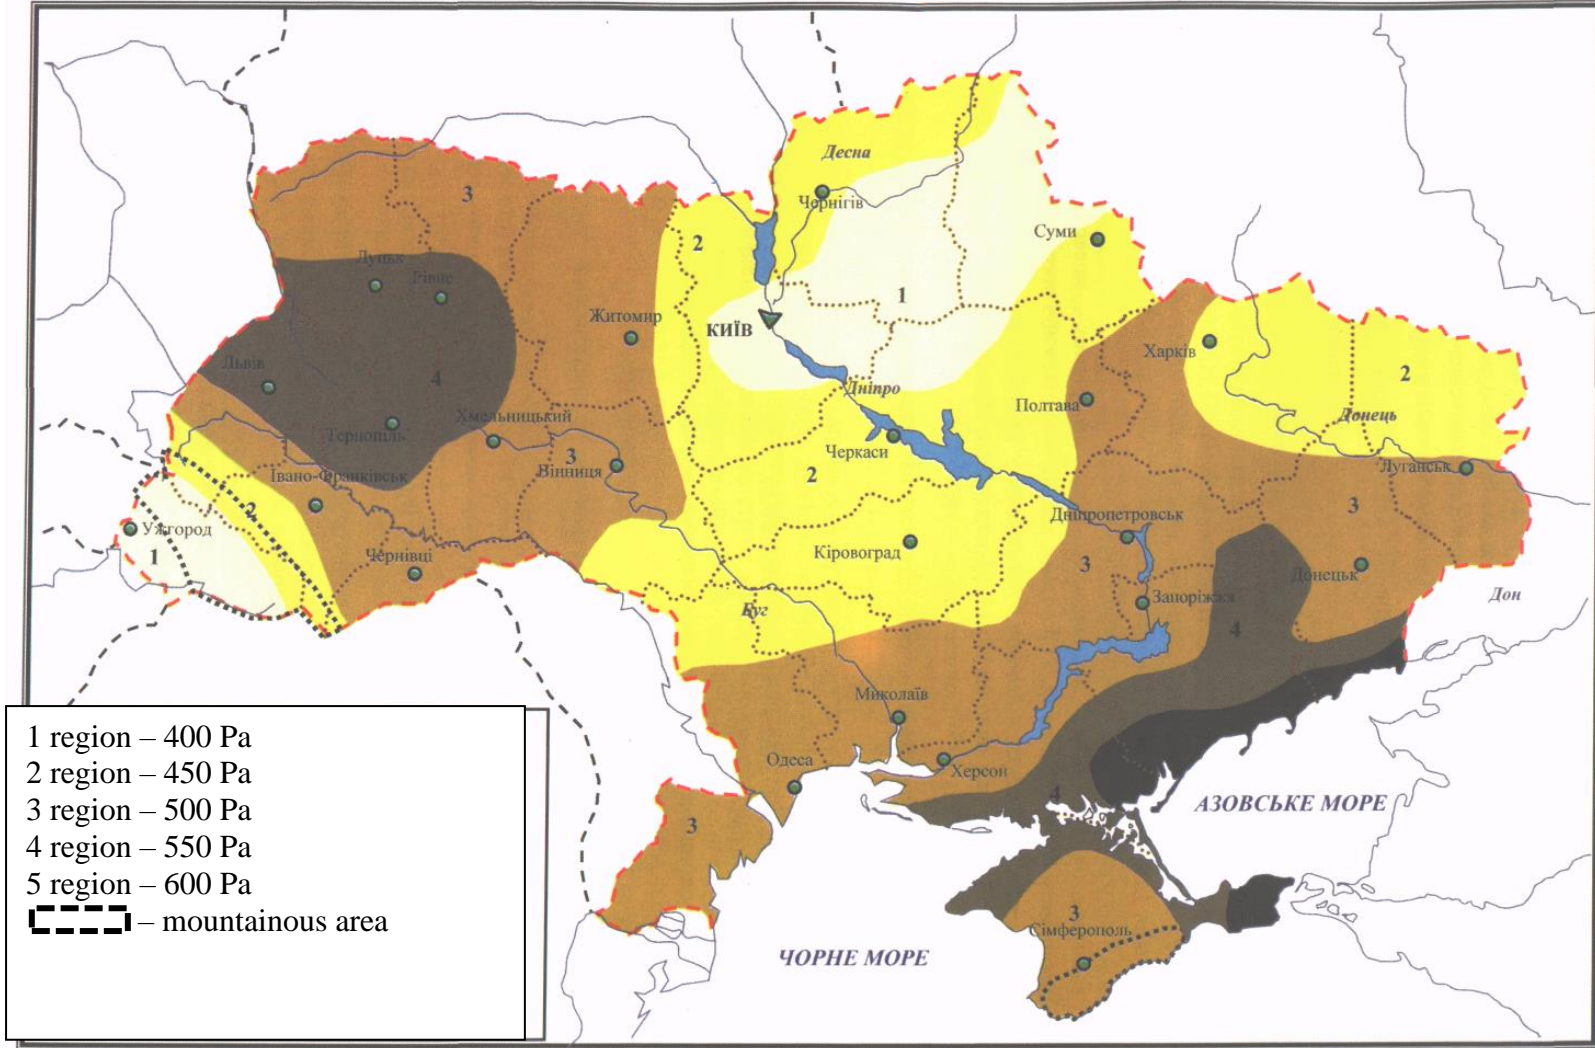 Десна
3
Чернігів
2
Суми
Луцьк
Рівне
1
КИЇВ
Житомир
Харків
Львів
4
Дніпро
2
Полтава
Донець
Хмельницький
Тернопіль
Черкаси
3
Вінниця
2
Луганськ
Івано-Франківськ
2
3
Ужгород
Дніпропетровськ
1
Кіровоград
Чернівці
3
Донецьк
Дон
Буг
Запоріжжя
4
Миколаїв
Одеса
Херсон
4
АЗОВСЬКЕ МОРЕ
3
3
Сімферополь
ЧОРНЕ МОРЕ
1 region – 400 Pa
2 region – 450 Pa
3 region – 500 Pa
4 region – 550 Pa
5 region – 600 Pa
– mountainous area